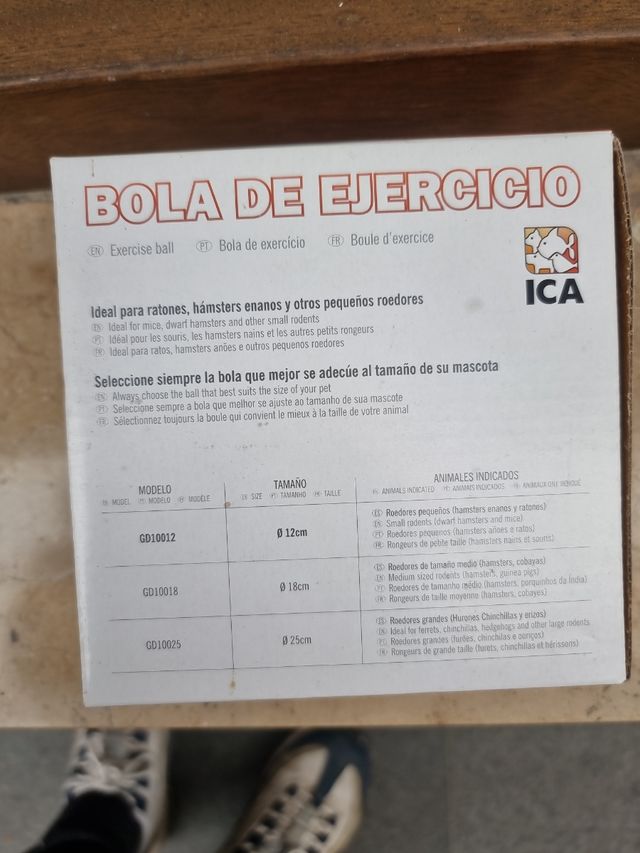 BOLA DE EJERCICIO
EN Exercise ball PT Bola de exercício FR Boule d'exercice
ICA
Ideal para ratones, hámsters enanos y otros pequeños roedores
EN Ideal for mice, dwarf hamsters and other small rodents
Idéal pour les souris, les hamsters nains et les autres petits rongeurs
Ideal para ratos, hamsters anões e outros pequenos roedores
Seleccione siempre la bola que mejor se adecúe al tamaño de su mascota
EN Always choose the ball that best suits the size of your pet
PT Seleccione sempre a bola que melhor se ajuste ao tamanho de sua mascote
FR Sélectionnez toujours la boule qui convient le mieux à la taille de votre animal
MODELO TAMAÑO ANIMALES INDICADOS
EN MODEL PT MODELO FR MODÈLE EN SIZE PT TAMANHO FR TAILLE EN ANIMALS INDICATED PT ANIMAIS INDICADOS FR
GD10012 Ø 12cm
ES Roedores pequeños (hamsters enanos y ratones)
EN Small rodents (dwarf hamsters and mice)
PT Roedores pequenos (hamsters anões e ratos)
FR Rongeurs de petite taille (hamsters nains et souris)
GD10018 Ø 18cm
ES Roedores de tamaño medio (hamsters, cobayas)
EN Medium sized rodents (hamsters, guinea pigs)
PT Roedores de tamanho médio (hamsters, porquinhos da Índia)
FR Rongeurs de taille moyenne (hamsters, cobayes)
GD10025 Ø 25cm
ES Roedores grandes (Hurones Chinchillas y erizos)
EN Ideal for ferrets, chinchillas, hedgehogs and other large rodents
PT Roedores grandes (furões, chinchilas e ouriços)
FR Rongeurs de grande taille (furets, chinchillas et hérissons)